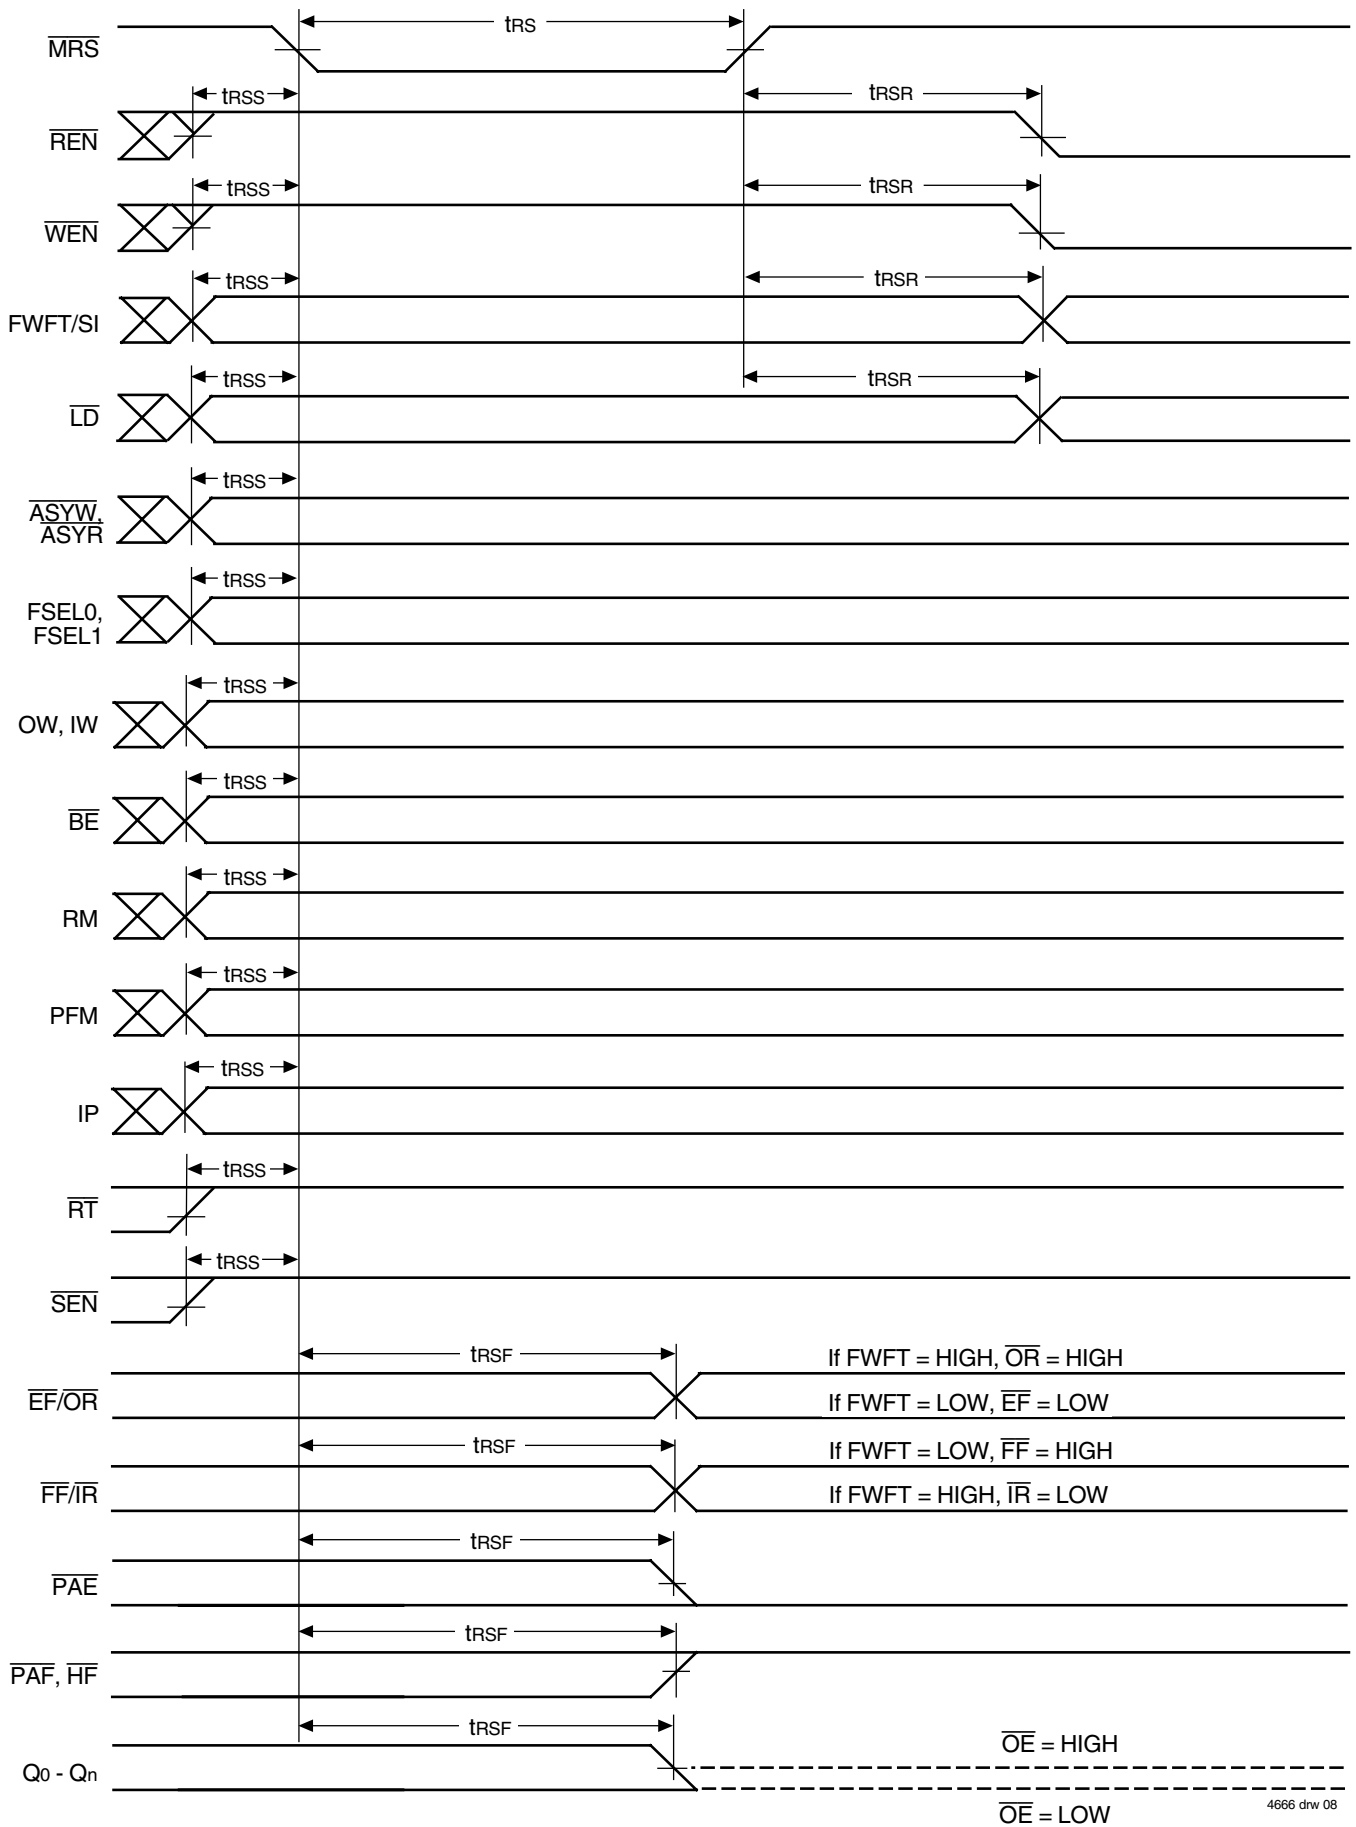 tRS
MRS
tRSS tRSR
REN
tRSS tRSR
WEN
tRSS tRSR
FWFT/SI
tRSS tRSR
LD
tRSS
ASYW,
ASYR
tRSS
FSEL0,
FSEL1
tRSS
OW, IW
tRSS
BE
tRSS
RM
tRSS
PFM
tRSS
IP
tRSS
RT
tRSS
SEN
tRSF If FWFT = HIGH, OR = HIGH
EF/OR If FWFT = LOW, EF = LOW
tRSF If FWFT = LOW, FF = HIGH
FF/IR If FWFT = HIGH, IR = LOW
tRSF
PAE
tRSF
PAF, HF
tRSF
OE = HIGH
Q0 - Qn
OE = LOW
4666 drw 08